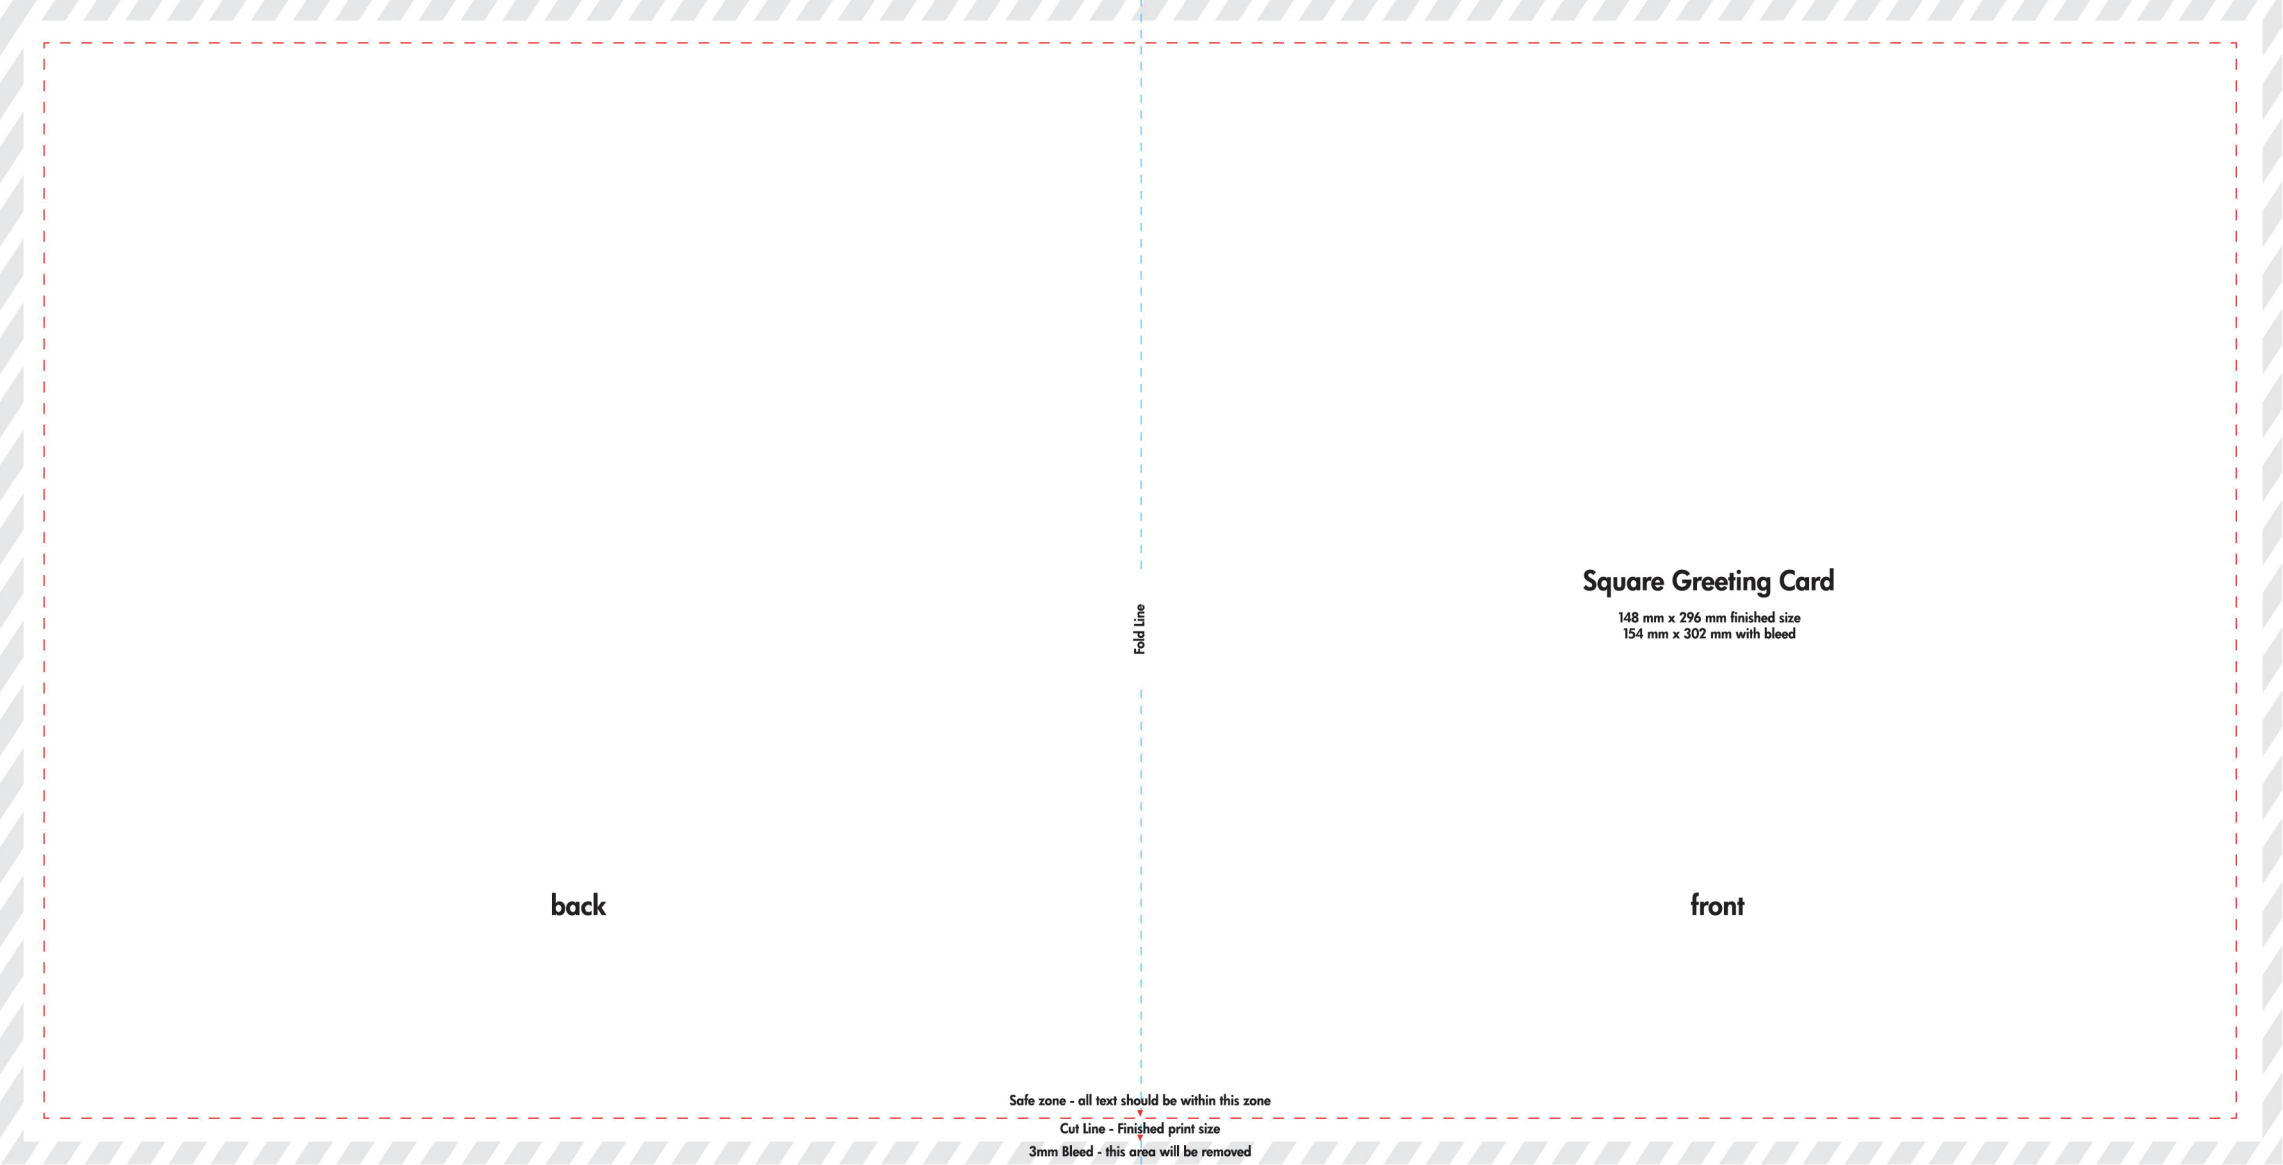 Fold Line
Square Greeting Card
148 mm x 296 mm finished size
154 mm x 302 mm with bleed
back
front
Safe zone - all text should be within this zone
Cut Line - Finished print size
3mm Bleed - this area will be removed